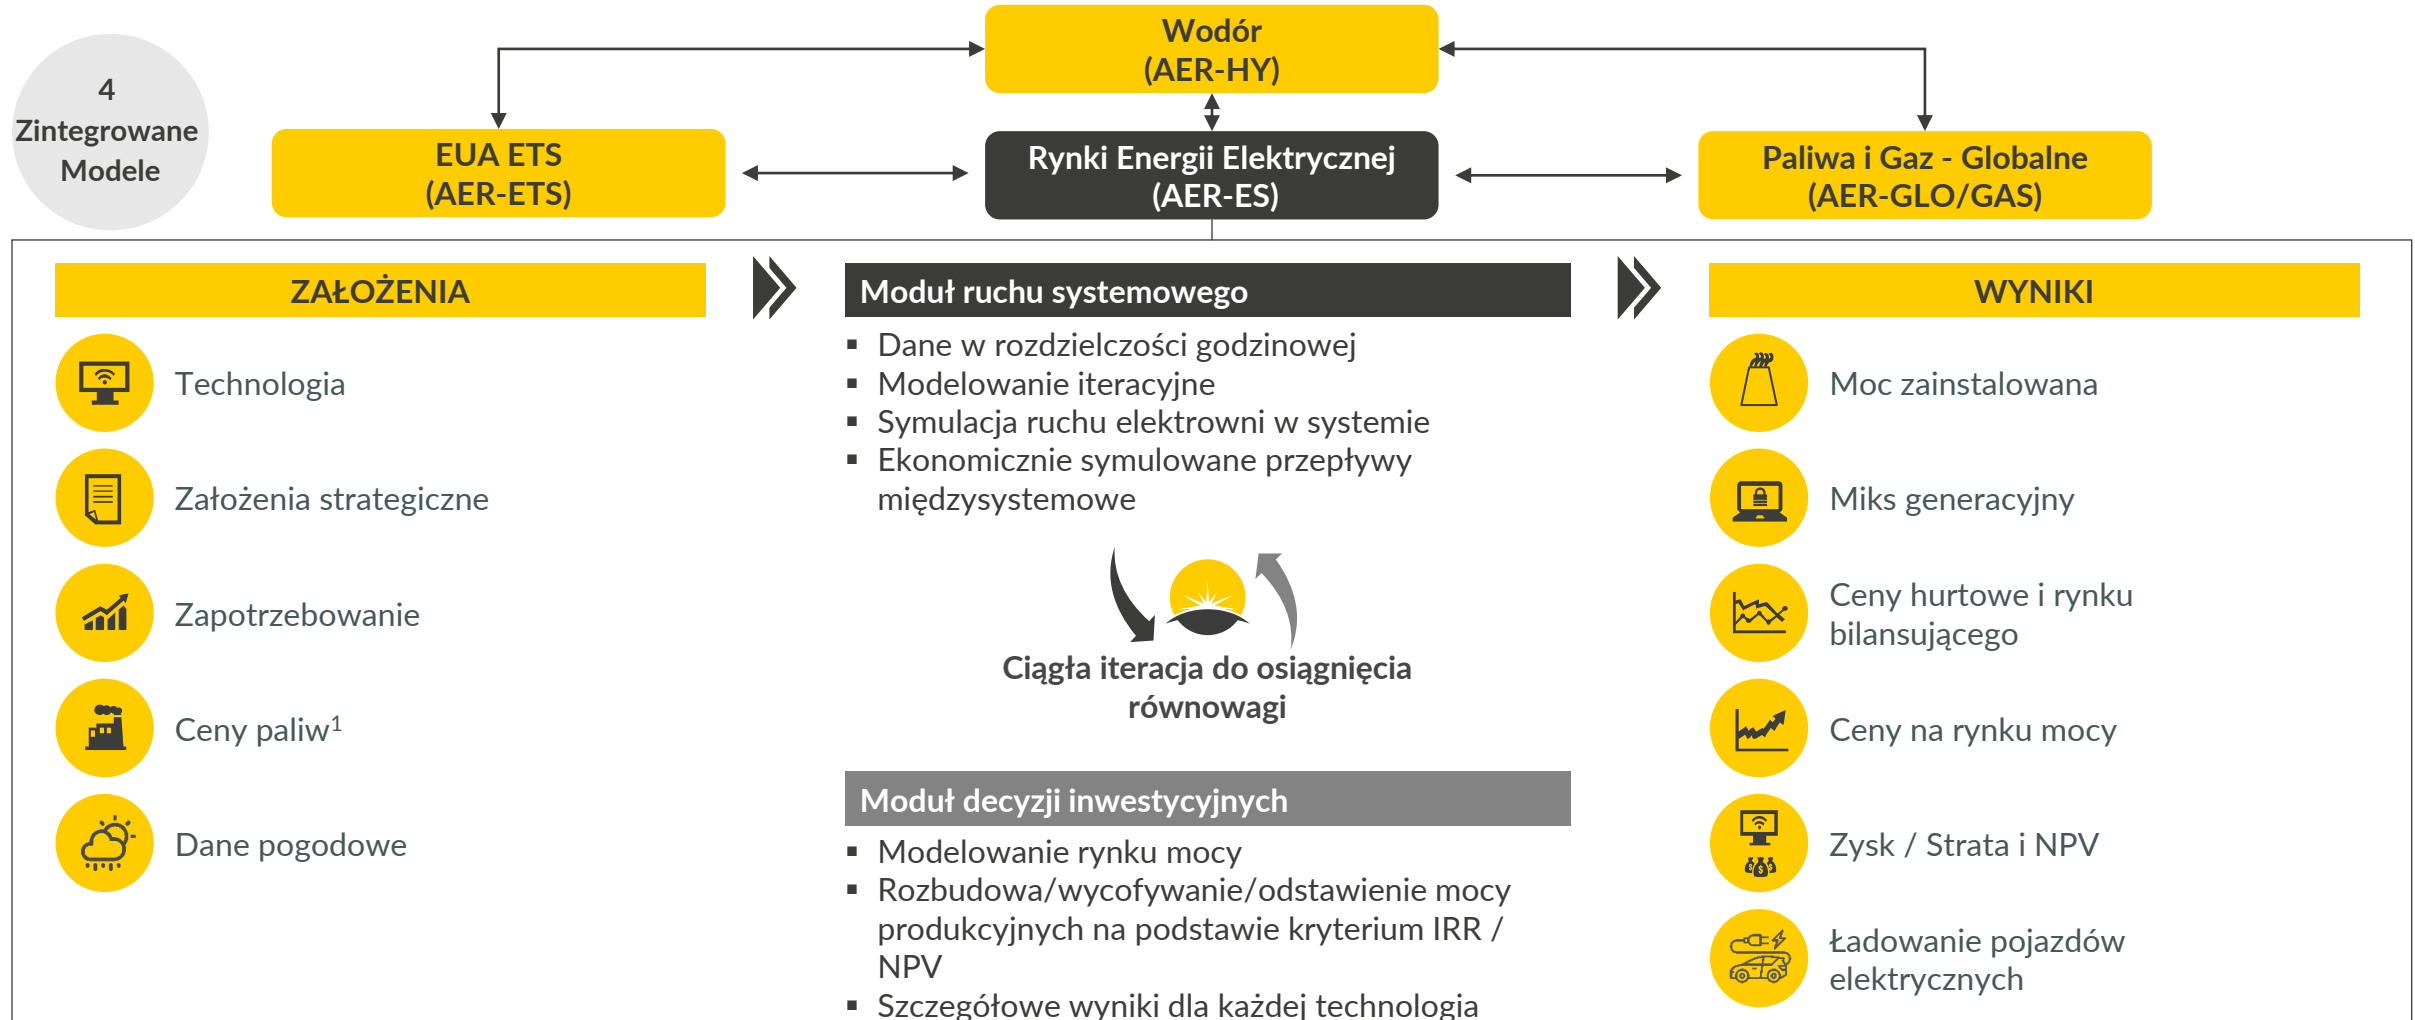 4
Zintegrowane
Modele
Wodór
(AER-HY)
EUA ETS
(AER-ETS)
Rynki Energii Elektrycznej
(AER-ES)
Paliwa i Gaz - Globalne
(AER-GLO/GAS)
ZAŁOŻENIA
Technologia
Założenia strategiczne
Zapotrzebowanie
Ceny paliw¹
Dane pogodowe
Moduł ruchu systemowego
▪ Dane w rozdzielczości godzinowej
▪ Modelowanie iteracyjne
▪ Symulacja ruchu elektrowni w systemie
▪ Ekonomicznie symulowane przepływy
międzysystemowe
Ciągła iteracja do osiągnięcia
równowagi
Moduł decyzji inwestycyjnych
▪ Modelowanie rynku mocy
▪ Rozbudowa/wycofywanie/odstawienie mocy
produkcyjnych na podstawie kryterium IRR /
NPV
▪ Szczegółowe wyniki dla każdej technologia
WYNIKI
Moc zainstalowana
Miks generacyjny
Ceny hurtowe i rynku
bilansującego
Ceny na rynku mocy
Zysk / Strata i NPV
Ładowanie pojazdów
elektrycznych